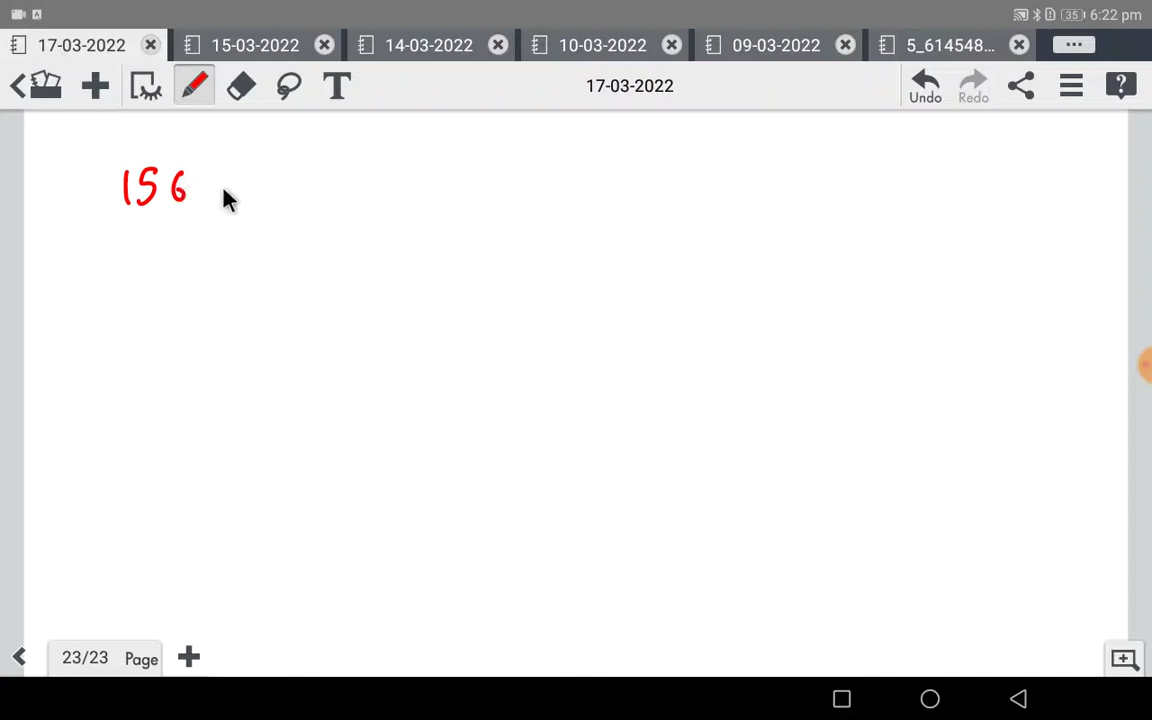 35 6:22 pm
17-03-2022 15-03-2022 14-03-2022 10-03-2022 09-03-2022 5_614548... ...
T 17-03-2022 Undo Redo ?
156
23/23 Page